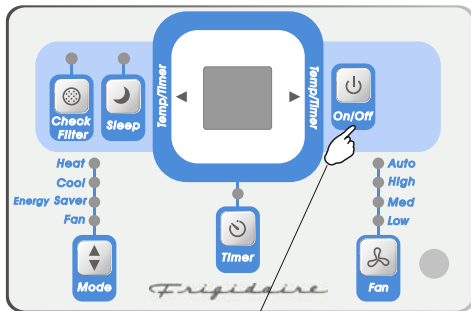 Check
Filter
Sleep
Temp/Timer
Temp/Timer
On/Off
Heat
Cool
Energy Saver
Fan
Mode
Timer
Auto
High
Med
Low
Fan
Frigidaire